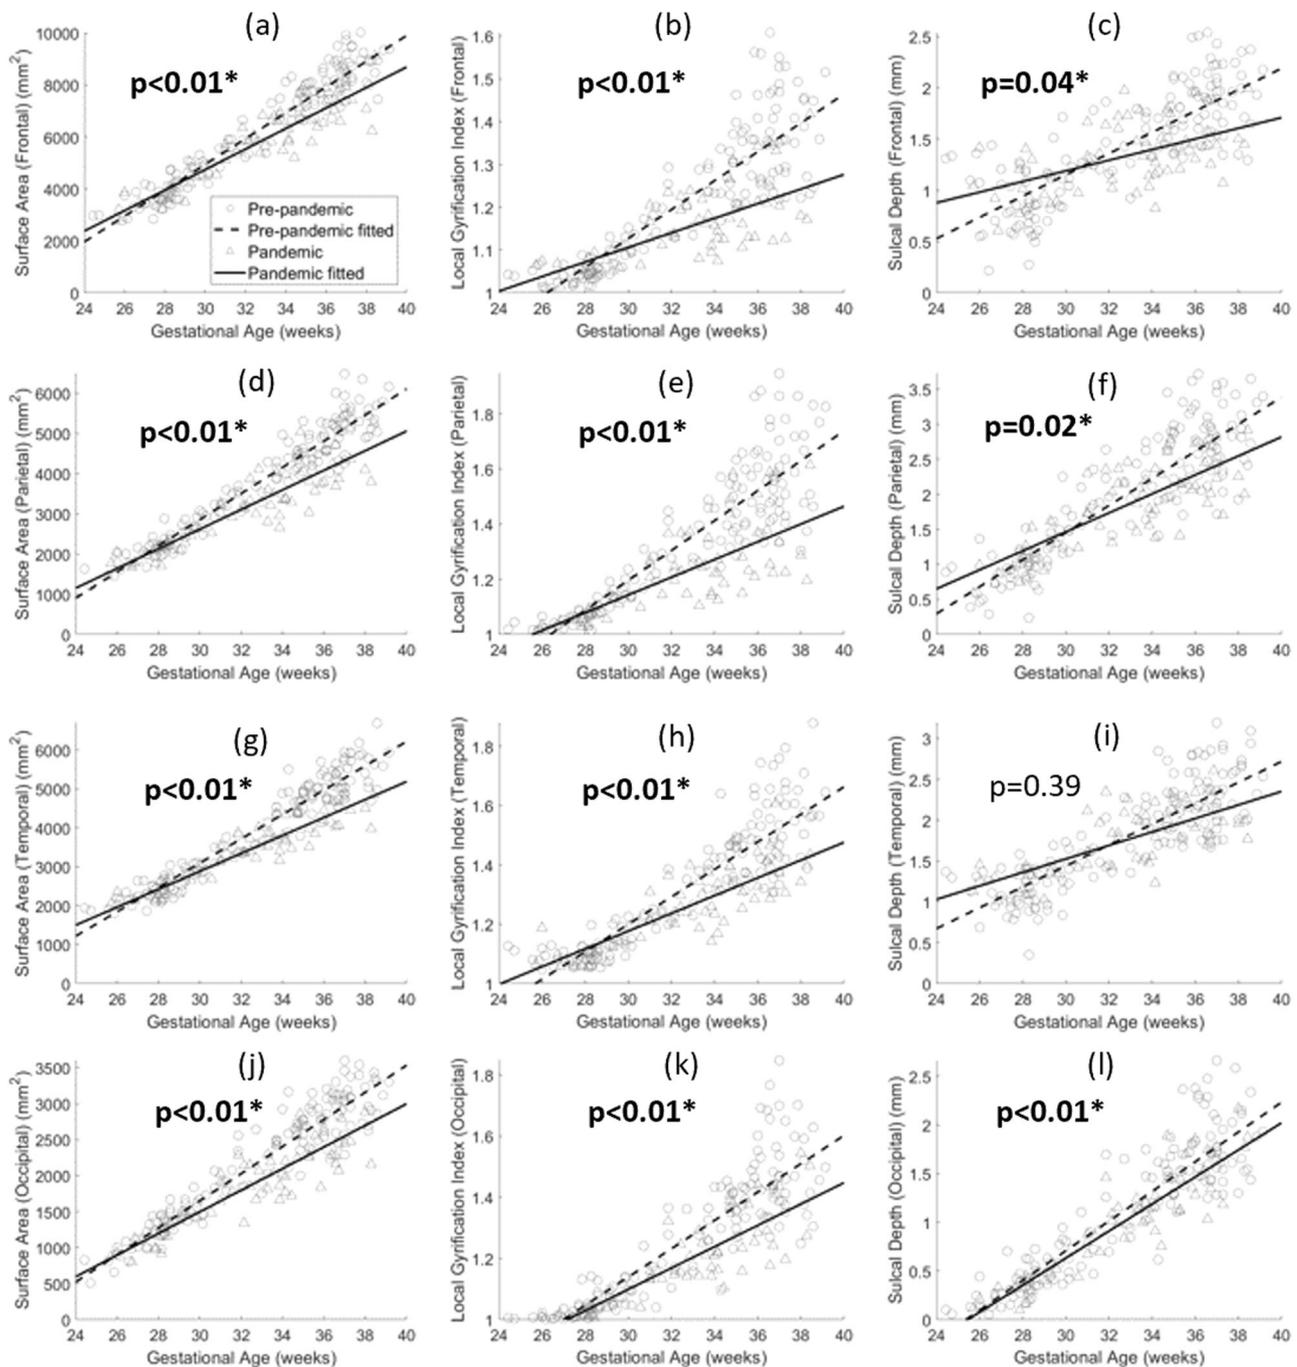 (a)
p<0.01*
Surface Area (Frontal) (mm²)
10000
8000
6000
4000
2000
0
Pre-pandemic
Pre-pandemic fitted
Pandemic
Pandemic fitted
24 26 28 30 32 34 36 38 40
Gestational Age (weeks)
(b)
p<0.01*
Local Gyrification Index (Frontal)
1.6
1.5
1.4
1.3
1.2
1.1
1
24 26 28 30 32 34 36 38 40
Gestational Age (weeks)
(c)
p=0.04*
Sulcal Depth (Frontal) (mm)
2.5
2
1.5
1
0.5
0
24 26 28 30 32 34 36 38 40
Gestational Age (weeks)
(d)
p<0.01*
Surface Area (Parietal) (mm²)
6000
5000
4000
3000
2000
1000
0
24 26 28 30 32 34 36 38 40
Gestational Age (weeks)
(e)
p<0.01*
Local Gyrification Index (Parietal)
1.8
1.6
1.4
1.2
1
24 26 28 30 32 34 36 38 40
Gestational Age (weeks)
(f)
p=0.02*
Sulcal Depth (Parietal) (mm)
3.5
3
2.5
2
1.5
1
0.5
0
24 26 28 30 32 34 36 38 40
Gestational Age (weeks)
(g)
p<0.01*
Surface Area (Temporal) (mm²)
6000
5000
4000
3000
2000
1000
0
24 26 28 30 32 34 36 38 40
Gestational Age (weeks)
(h)
p<0.01*
Local Gyrification Index (Temporal)
1.8
1.6
1.4
1.2
1
24 26 28 30 32 34 36 38 40
Gestational Age (weeks)
(i)
p=0.39
Sulcal Depth (Temporal) (mm)
3
2.5
2
1.5
1
0.5
0
24 26 28 30 32 34 36 38 40
Gestational Age (weeks)
(j)
p<0.01*
Surface Area (Occipital) (mm²)
3500
3000
2500
2000
1500
1000
500
0
24 26 28 30 32 34 36 38 40
Gestational Age (weeks)
(k)
p<0.01*
Local Gyrification Index (Occipital)
1.8
1.6
1.4
1.2
1
24 26 28 30 32 34 36 38 40
Gestational Age (weeks)
(l)
p<0.01*
Sulcal Depth (Occipital) (mm)
2.5
2
1.5
1
0.5
0
24 26 28 30 32 34 36 38 40
Gestational Age (weeks)